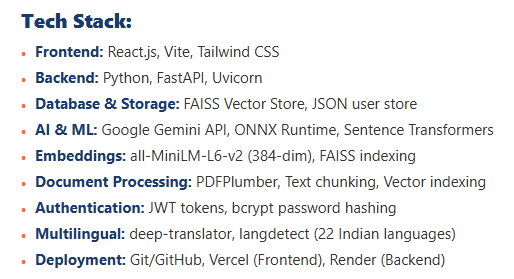 Tech Stack:
• Frontend: React.js, Vite, Tailwind CSS
• Backend: Python, FastAPI, Uvicorn
• Database & Storage: FAISS Vector Store, JSON user store
• AI & ML: Google Gemini API, ONNX Runtime, Sentence Transformers
• Embeddings: all-MiniLM-L6-v2 (384-dim), FAISS indexing
• Document Processing: PDFPlumber, Text chunking, Vector indexing
• Authentication: JWT tokens, bcrypt password hashing
• Multilingual: deep-translator, langdetect (22 Indian languages)
• Deployment: Git/GitHub, Vercel (Frontend), Render (Backend)